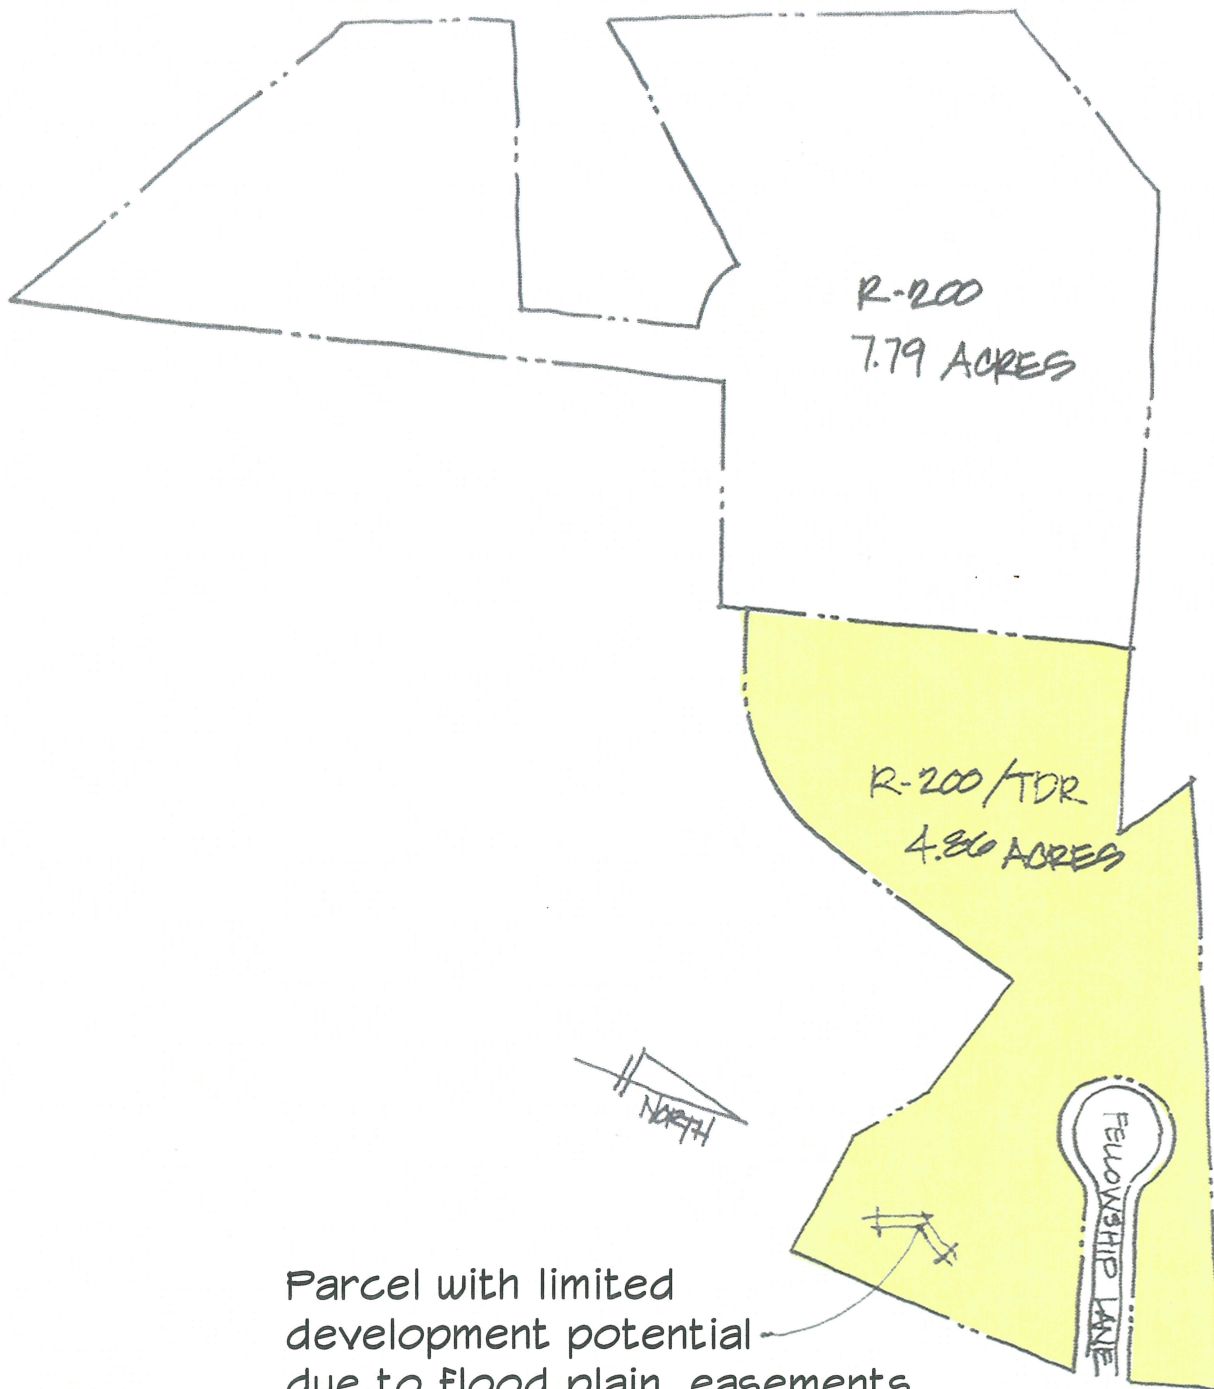 R-200
7.79 ACRES
R-200/TDR
4.86 ACRES
NORTH
FELLOWSHIP LANE
Parcel with limited
development potential
due to flood plain, easements